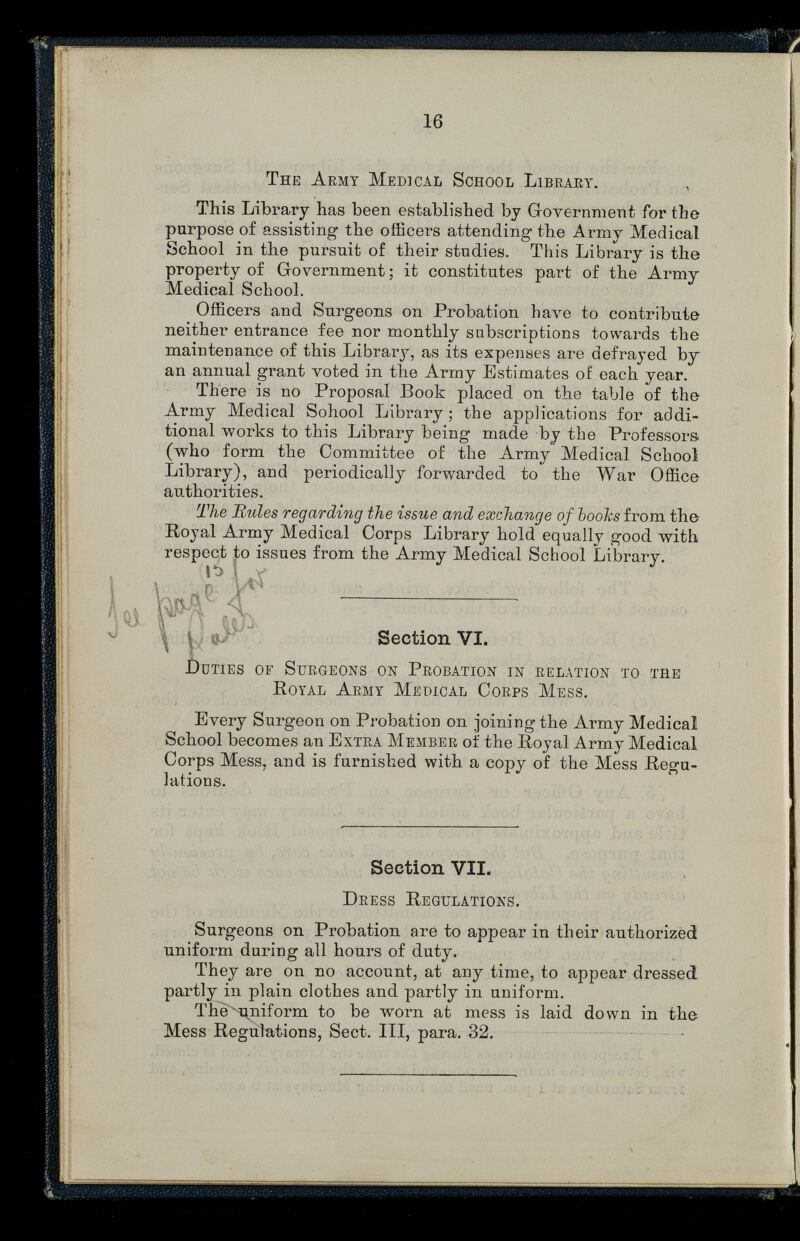 16
THE ARMY MEDICAL SCHOOL LIBRARY.
This Library has been established by Government for the
purpose of assisting the officers attending the Army Medical
School in the pursuit of their studies. This Library is the
property of Government; it constitutes part of the Army
Medical School.
Officers and Surgeons on Probation have to contribute
neither entrance fee nor monthly subscriptions towards the
maintenance of this Library, as its expenses are defrayed by
an annual grant voted in the Army Estimates of each year.
There is no Proposal Book placed on the table of the
Army Medical Sohool Library; the applications for addi-
tional works to this Library being made by the Professors
(who form the Committee of the Army Medical School
Library), and periodically forwarded to the War Office
authorities.
The Rules regarding the issue and exchange of books from the
Royal Army Medical Corps Library hold equally good with
respect to issues from the Army Medical School Library.
Section VI.
DUTIES OF SURGEONS ON PROBATION IN RELATION TO THE
ROYAL ARMY MEDICAL CORPS MESS.
Every Surgeon on Probation on joining the Army Medical
School becomes an EXTRA MEMBER of the Royal Army Medical
Corps Mess, and is furnished with a copy of the Mess Regu-
lations.
Section VII.
DRESS REGULATIONS.
Surgeons on Probation are to appear in their authorized
uniform during all hours of duty.
They are on no account, at any time, to appear dressed
partly in plain clothes and partly in uniform.
The uniform to be worn at mess is laid down in the
Mess Regulations, Sect. III, para. 32.